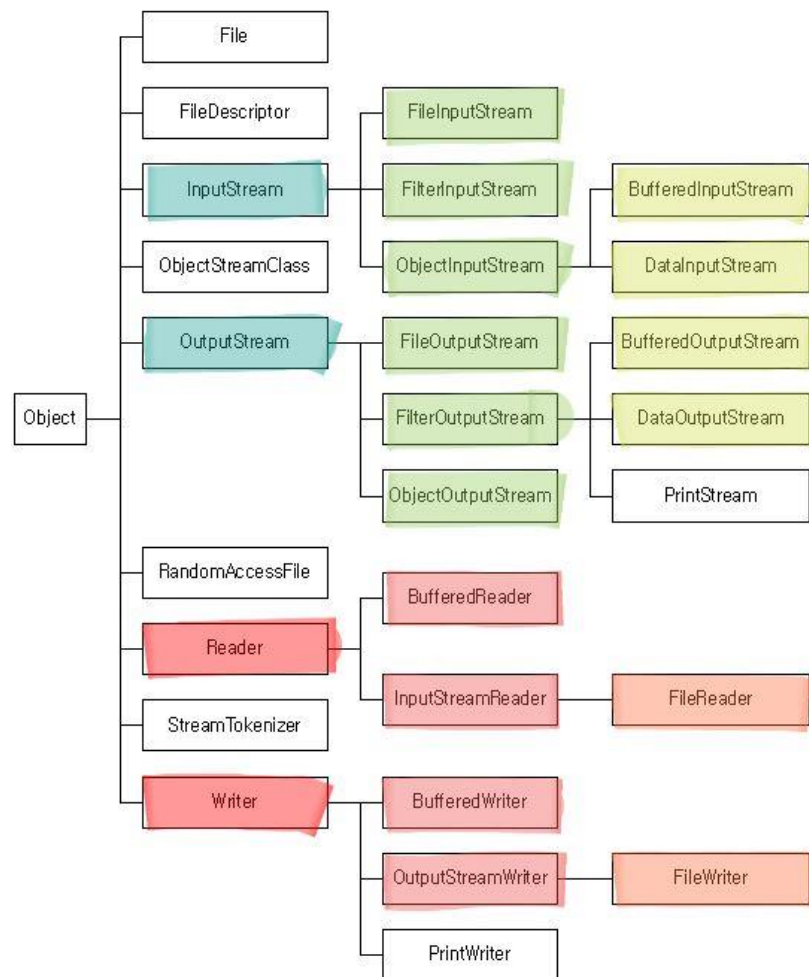 File
FileDescriptor
FileInputStream
InputStream
FilterInputStream
BufferedInputStream
ObjectStreamClass
ObjectInputStream
DataInputStream
OutputStream
FileOutputStream
BufferedOutputStream
Object
FilterOutputStream
DataOutputStream
ObjectOutputStream
PrintStream
RandomAccessFile
BufferedReader
Reader
InputStreamReader
FileReader
StreamTokenizer
Writer
BufferedWriter
OutputStreamWriter
FileWriter
PrintWriter